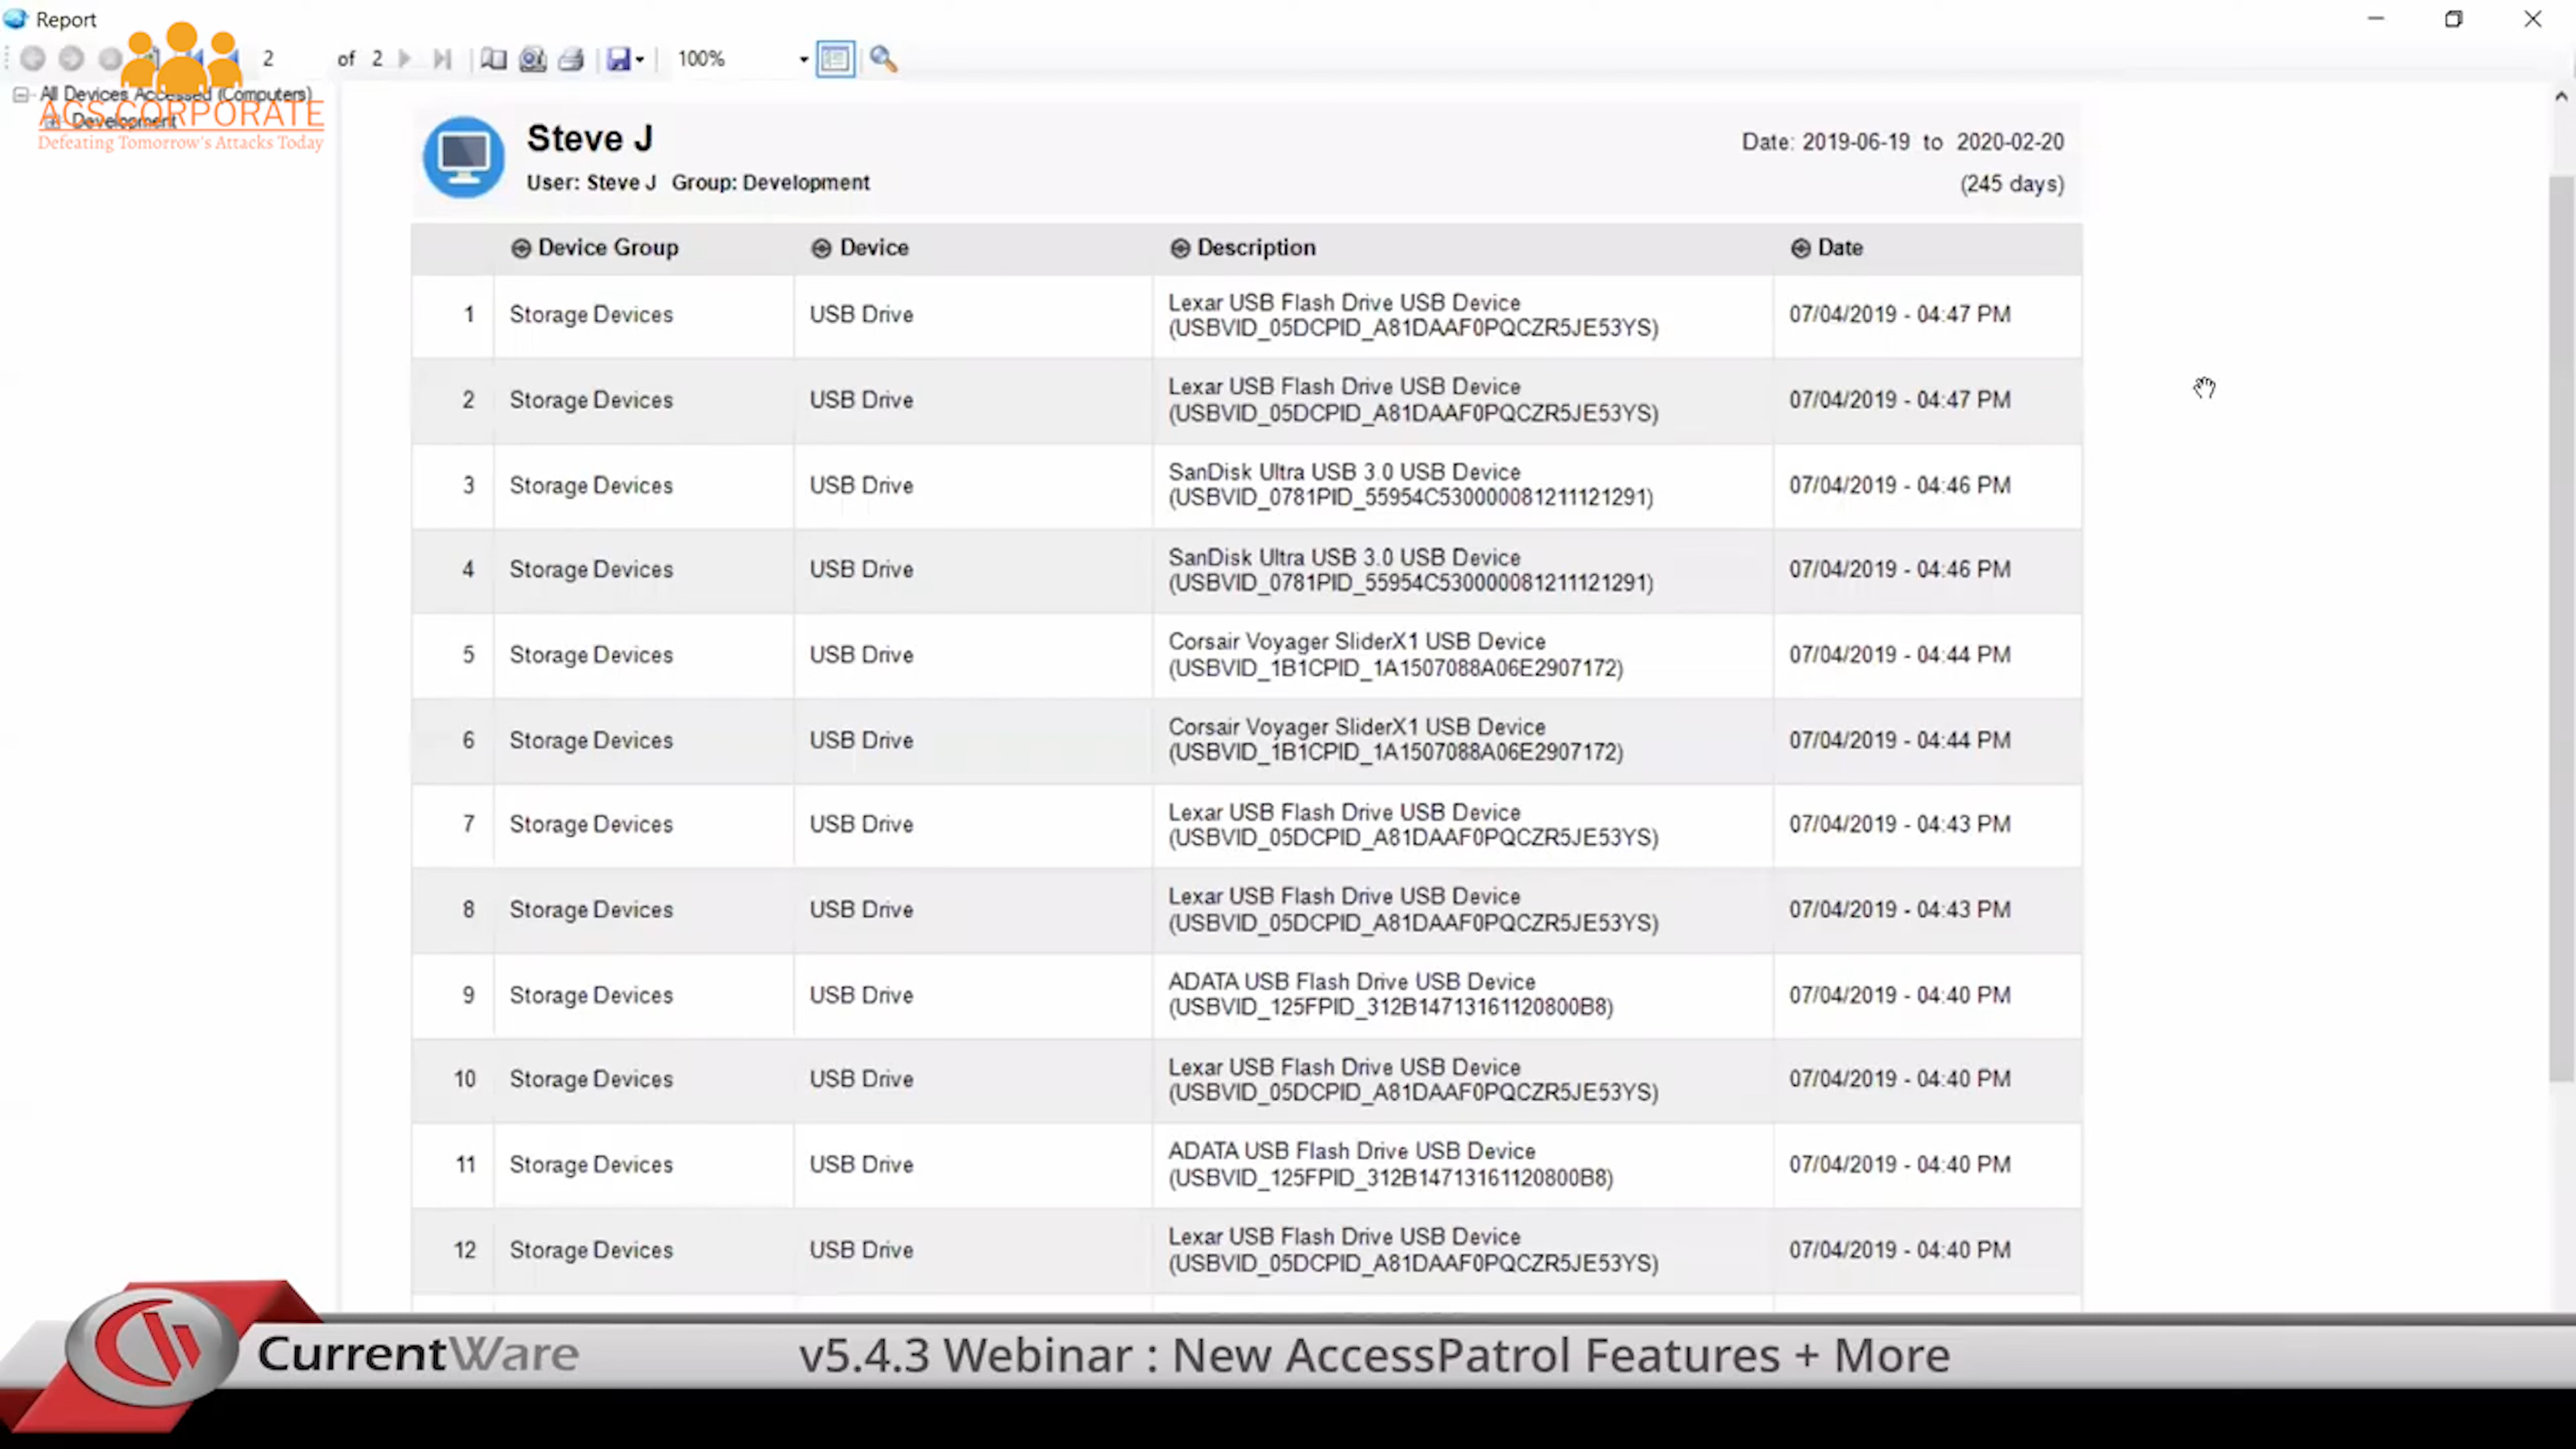 Report
2 of 2 100%
All Devices Accessed (Computers)
Development
ACS CORPORATE
Defeating Tomorrow's Attacks Today
Steve J
User: Steve J Group: Development
Date: 2019-06-19 to 2020-02-20
(245 days)
Device Group Device Description Date
1 Storage Devices USB Drive Lexar USB Flash Drive USB Device 07/04/2019 - 04:47 PM
(USBVID_05DCPID_A81DAAF0PQCZR5JE53YS)
2 Storage Devices USB Drive Lexar USB Flash Drive USB Device 07/04/2019 - 04:47 PM
(USBVID_05DCPID_A81DAAF0PQCZR5JE53YS)
3 Storage Devices USB Drive SanDisk Ultra USB 3.0 USB Device 07/04/2019 - 04:46 PM
(USBVID_0781PID_55954C530000081211121291)
4 Storage Devices USB Drive SanDisk Ultra USB 3.0 USB Device 07/04/2019 - 04:46 PM
(USBVID_0781PID_55954C530000081211121291)
5 Storage Devices USB Drive Corsair Voyager SliderX1 USB Device 07/04/2019 - 04:44 PM
(USBVID_1B1CPID_1A1507088A06E2907172)
6 Storage Devices USB Drive Corsair Voyager SliderX1 USB Device 07/04/2019 - 04:44 PM
(USBVID_1B1CPID_1A1507088A06E2907172)
7 Storage Devices USB Drive Lexar USB Flash Drive USB Device 07/04/2019 - 04:43 PM
(USBVID_05DCPID_A81DAAF0PQCZR5JE53YS)
8 Storage Devices USB Drive Lexar USB Flash Drive USB Device 07/04/2019 - 04:43 PM
(USBVID_05DCPID_A81DAAF0PQCZR5JE53YS)
9 Storage Devices USB Drive ADATA USB Flash Drive USB Device 07/04/2019 - 04:40 PM
(USBVID_125FPID_312B14713161120800B8)
10 Storage Devices USB Drive Lexar USB Flash Drive USB Device 07/04/2019 - 04:40 PM
(USBVID_05DCPID_A81DAAF0PQCZR5JE53YS)
11 Storage Devices USB Drive ADATA USB Flash Drive USB Device 07/04/2019 - 04:40 PM
(USBVID_125FPID_312B14713161120800B8)
12 Storage Devices USB Drive Lexar USB Flash Drive USB Device 07/04/2019 - 04:40 PM
(USBVID_05DCPID_A81DAAF0PQCZR5JE53YS)
CurrentWare v5.4.3 Webinar : New AccessPatrol Features + More